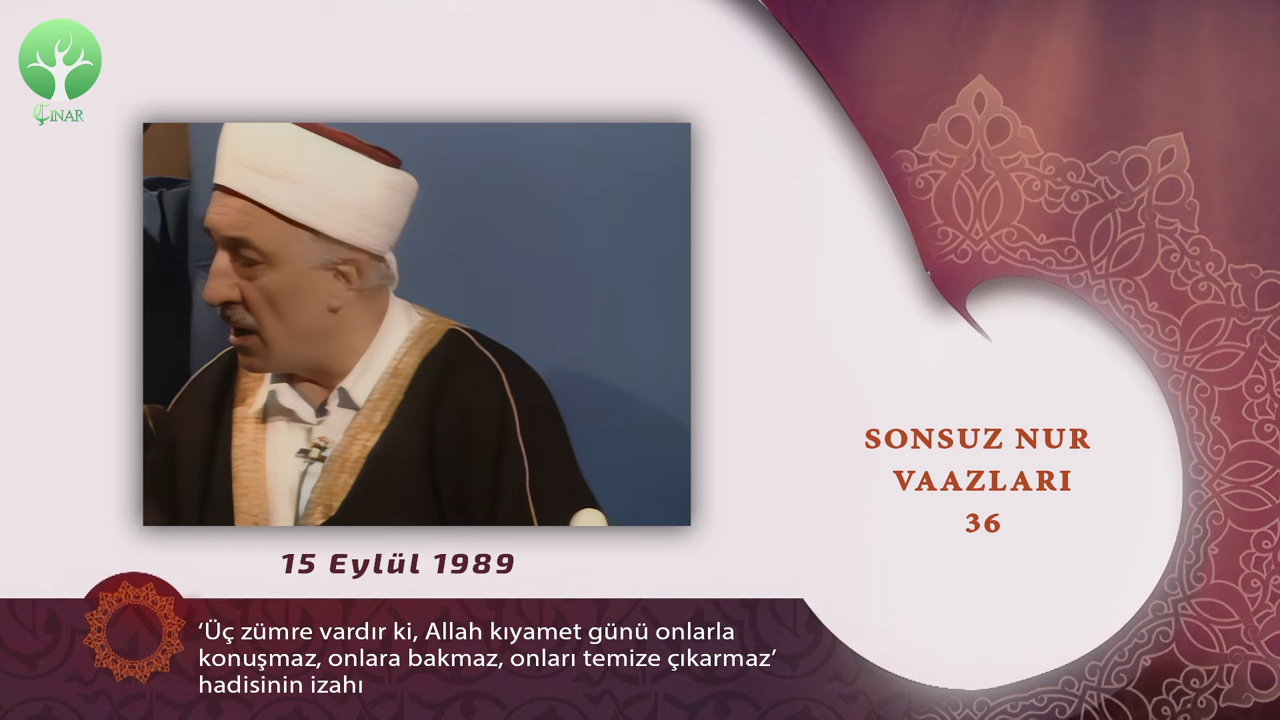 ÇINAR
SONSUZ NUR
VAAZLARI
36
15 Eylül 1989
‘Üç zümre vardır ki, Allah kıyamet günü onlarla
konuşmaz, onlara bakmaz, onları temize çıkarmaz’
hadisinin izahı